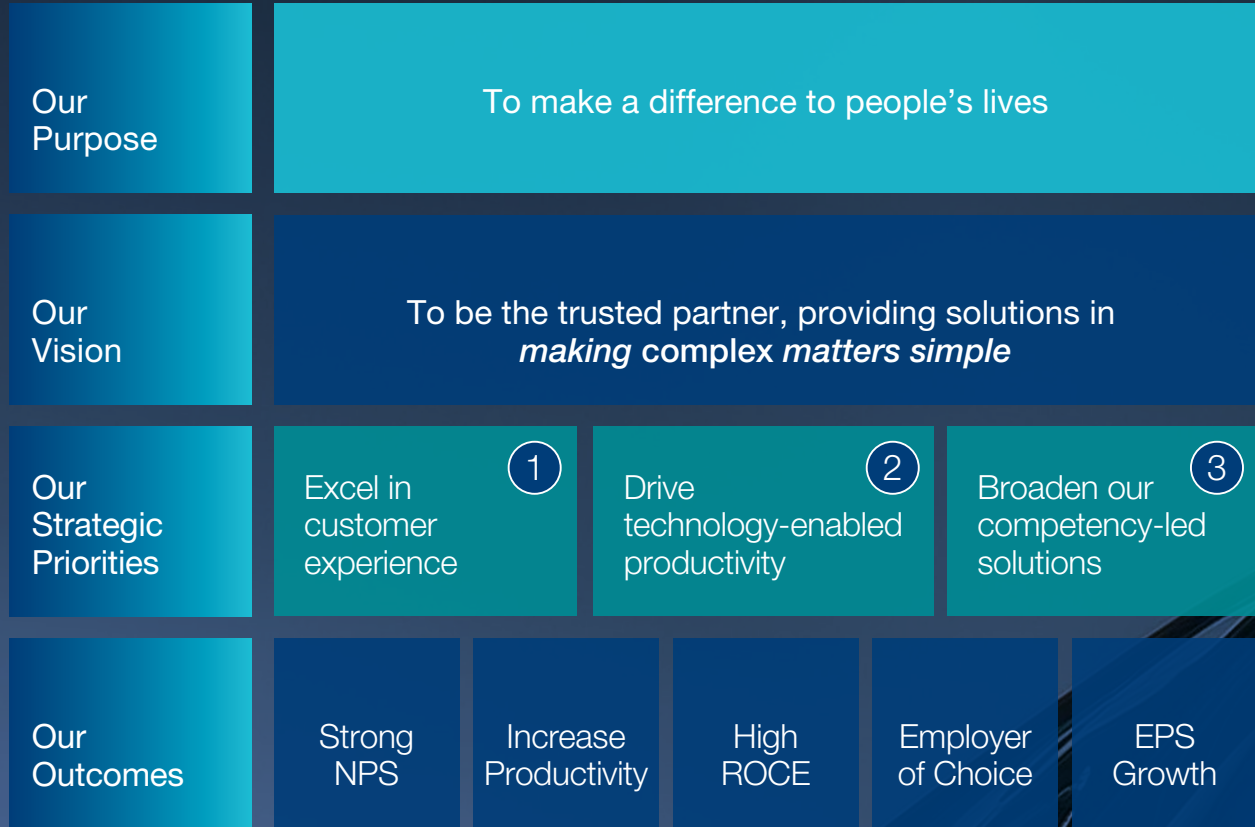 Our
Purpose
To make a difference to people’s lives
Our
Vision
To be the trusted partner, providing solutions in
making complex matters simple
Our
Strategic
Priorities
Excel in
customer
experience
1
Drive
technology-enabled
productivity
2
Broaden our
competency-led
solutions
3
Our
Outcomes
Strong
NPS
Increase
Productivity
High
ROCE
Employer
of Choice
EPS
Growth